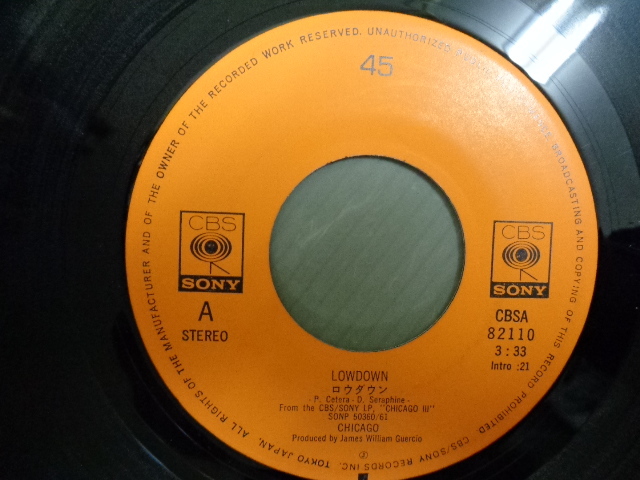 45
CBS
SONY
A
STEREO
CBS
SONY
CBSA
82110
3:33
Intro :21
LOWDOWN
ロウダウン
- P. Cetera - D. Seraphine -
From the CBS/SONY LP, "CHICAGO III"
SONP 50360/61
CHICAGO
Produced by James William Guercio
Ⓟ
ALL RIGHTS OF THE MANUFACTURER AND OF THE OWNER OF THE RECORDED WORK RESERVED. UNAUTHORIZED BROADCASTING AND COPYING OF THIS RECORD PROHIBITED. CBS/SONY RECORDS INC. TOKYO JAPAN.